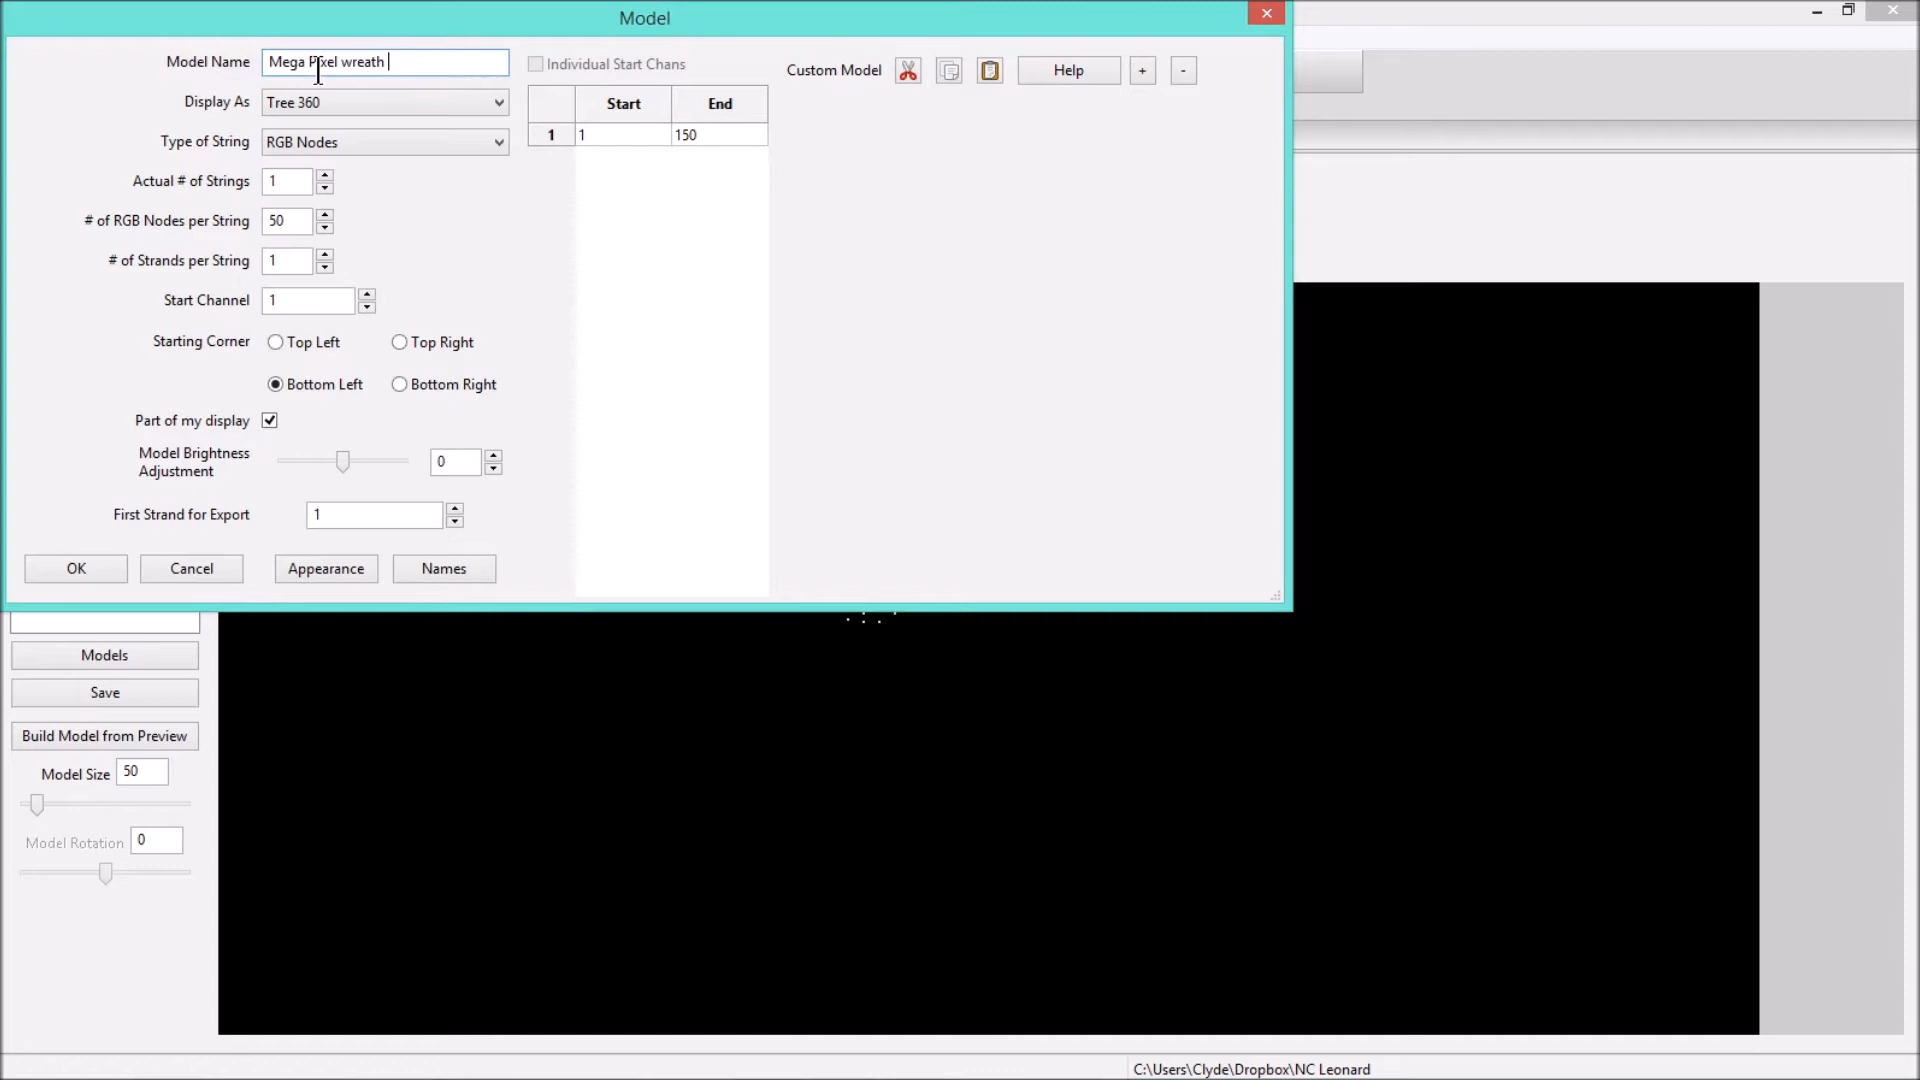 Model
Model Name Mega Pixel wreath
Individual Start Chans
Custom Model
Help
+
-
Display As Tree 360
Start End
1 1 150
Type of String RGB Nodes
Actual # of Strings 1
# of RGB Nodes per String 50
# of Strands per String 1
Start Channel 1
Starting Corner Top Left Top Right
Bottom Left Bottom Right
Part of my display
Model Brightness
Adjustment
0
First Strand for Export 1
OK Cancel Appearance Names
Models
Save
Build Model from Preview
Model Size 50
Model Rotation 0
C:\Users\Clyde\Dropbox\NC Leonard